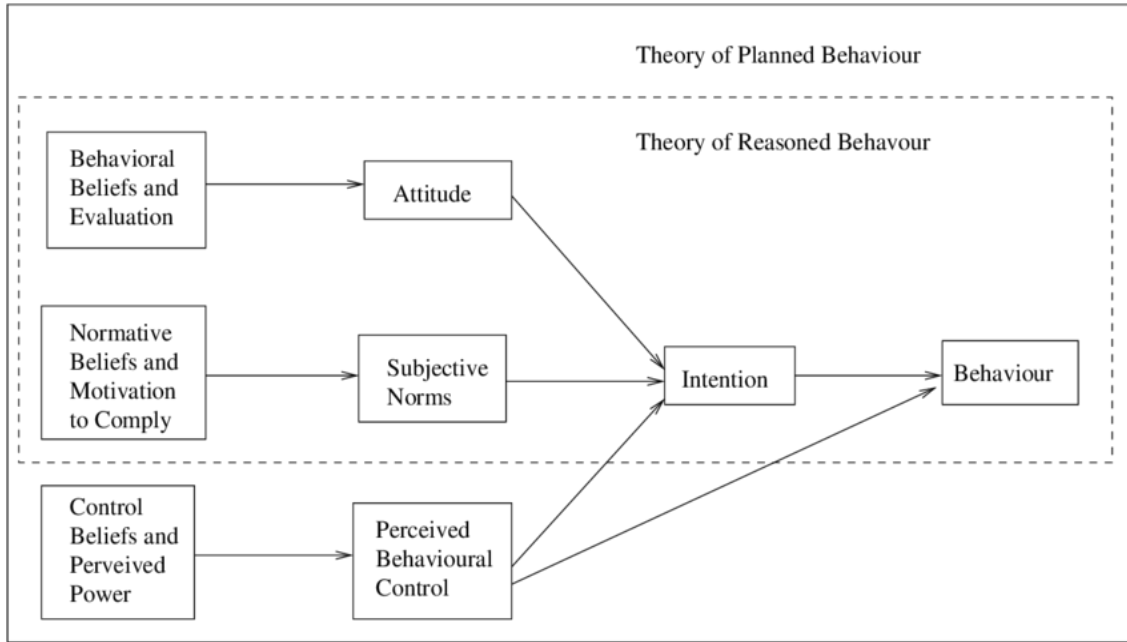 Theory of Planned Behaviour
Theory of Reasoned Behavour
Behavioral
Beliefs and
Evaluation
Attitude
Normative
Beliefs and
Motivation
to Comply
Subjective
Norms
Intention
Behaviour
Control
Beliefs and
Perveived
Power
Perceived
Behavioural
Control